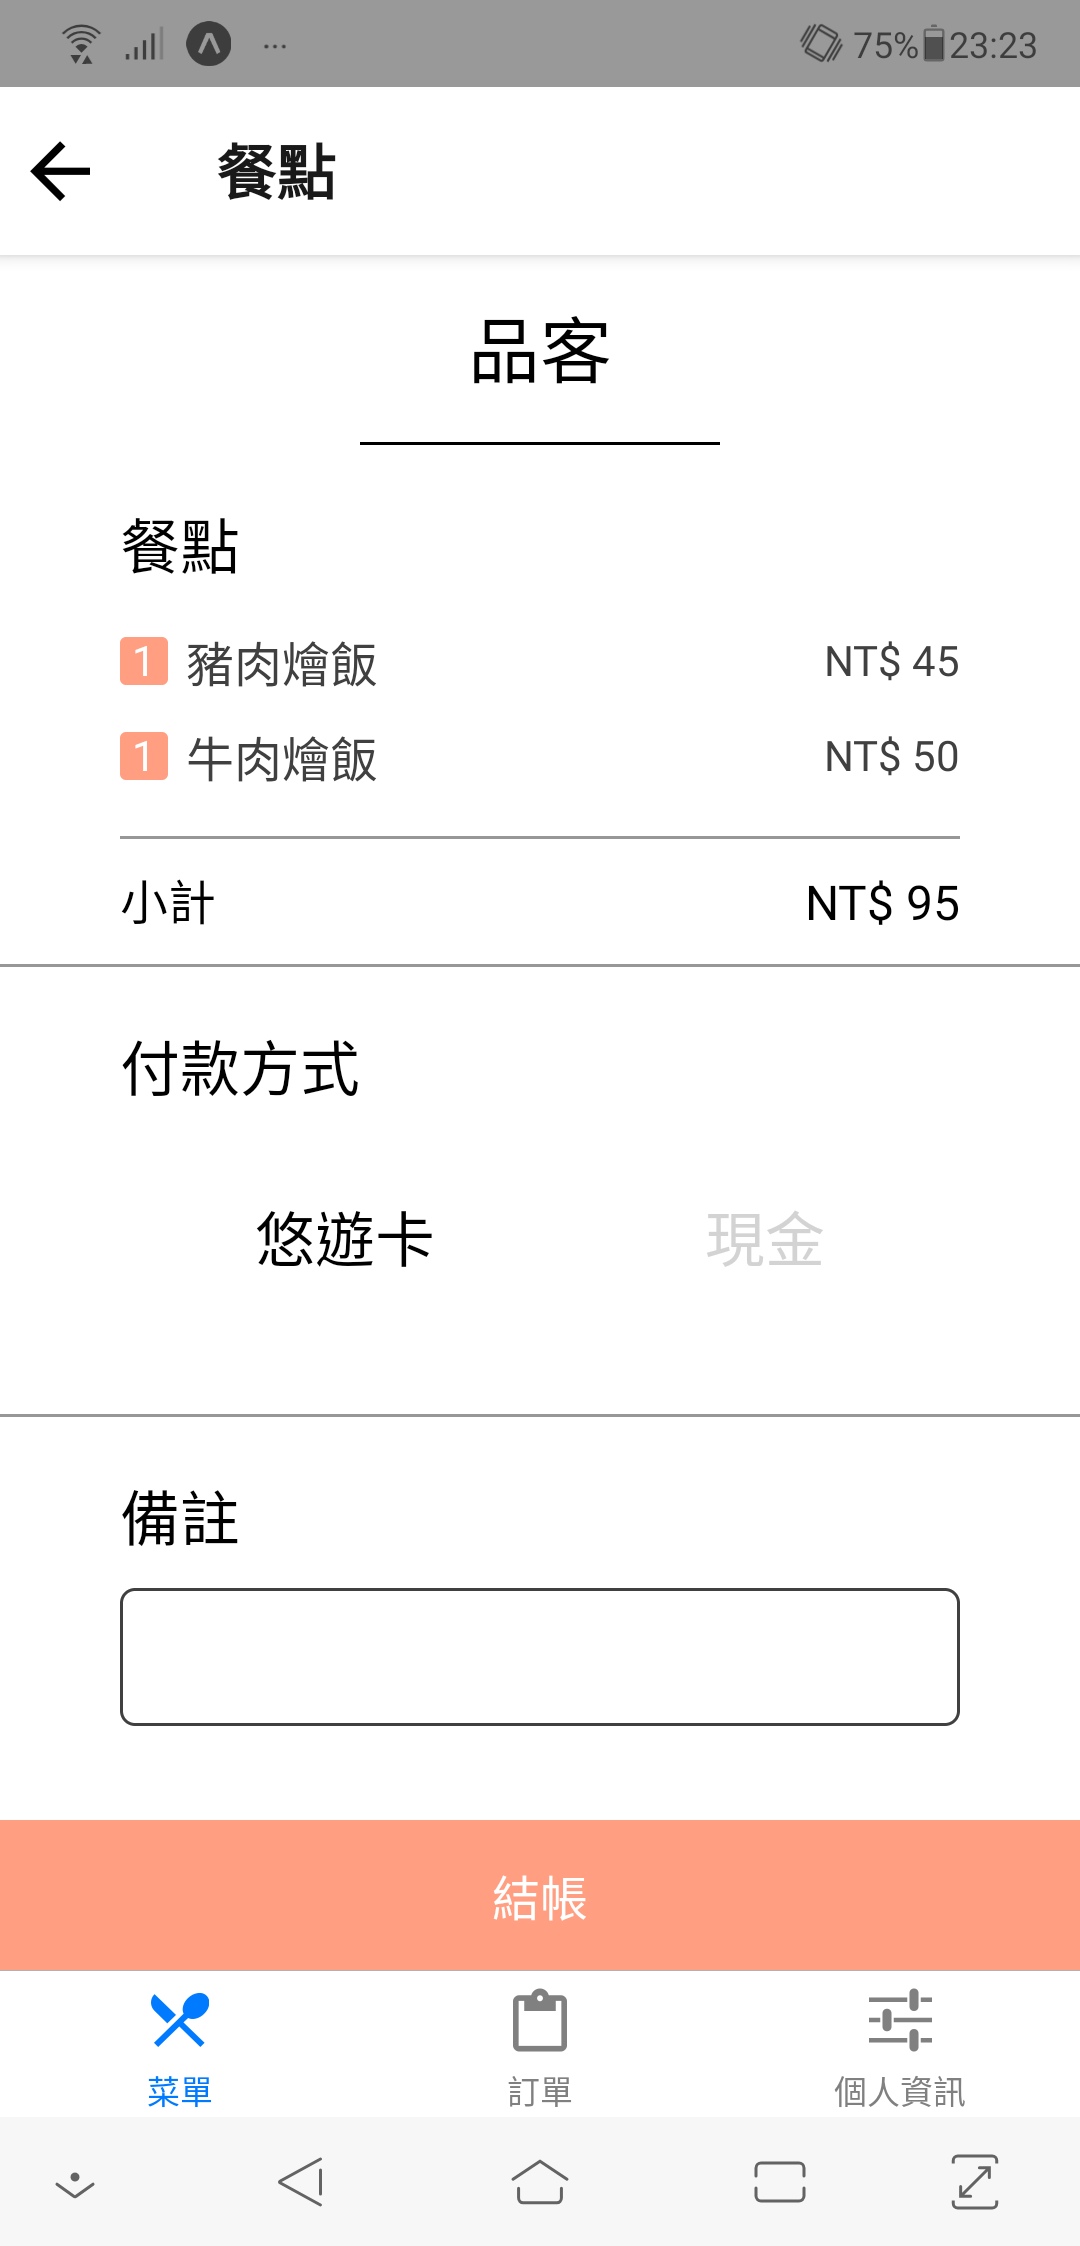 75% 23:23
餐點
品客
餐點
1 豬肉燴飯 NT$ 45
1 牛肉燴飯 NT$ 50
小計 NT$ 95
付款方式
悠遊卡 現金
備註
結帳
菜單 訂單 個人資訊